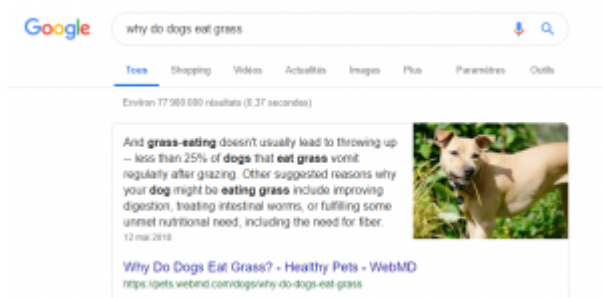 Google why do dogs eat grass
Tous Shopping Vidéos Actualités Images Plus Paramètres Outils
Environ 77 900 000 résultats (0,37 secondes)
And grass-eating doesn't usually lead to throwing up
-- less than 25% of dogs that eat grass vomit
regularly after grazing. Other suggested reasons why
your dog might be eating grass include improving
digestion, treating intestinal worms, or fulfilling some
unmet nutritional need, including the need for fiber.
12 mai 2018
Why Do Dogs Eat Grass? - Healthy Pets - WebMD
https://pets.webmd.com/dogs/why-do-dogs-eat-grass